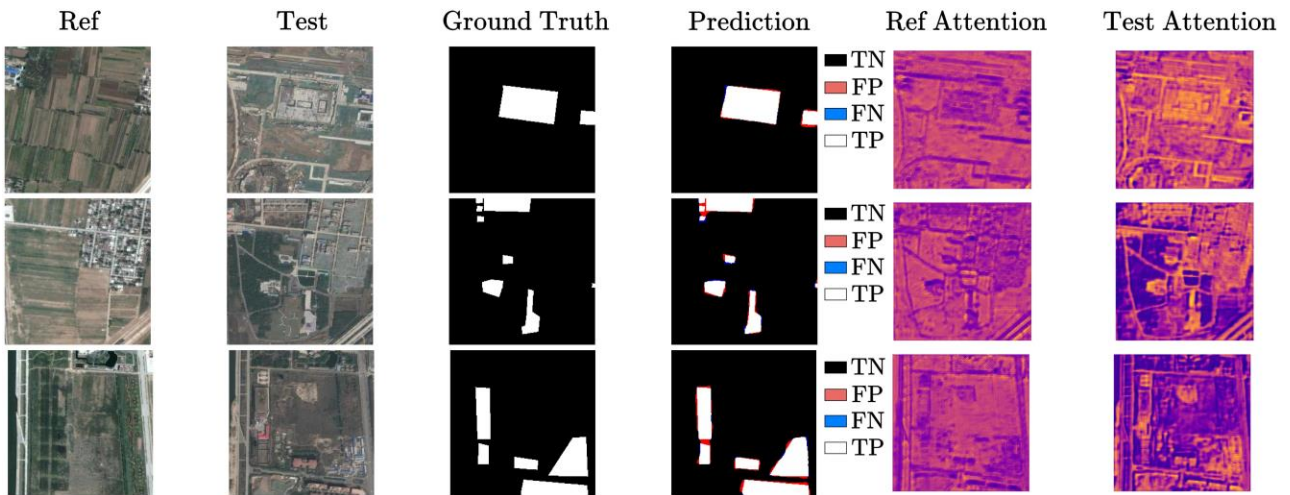 Ref Test Ground Truth Prediction Ref Attention Test Attention
TN
FP
FN
TP
TN
FP
FN
TP
TN
FP
FN
TP